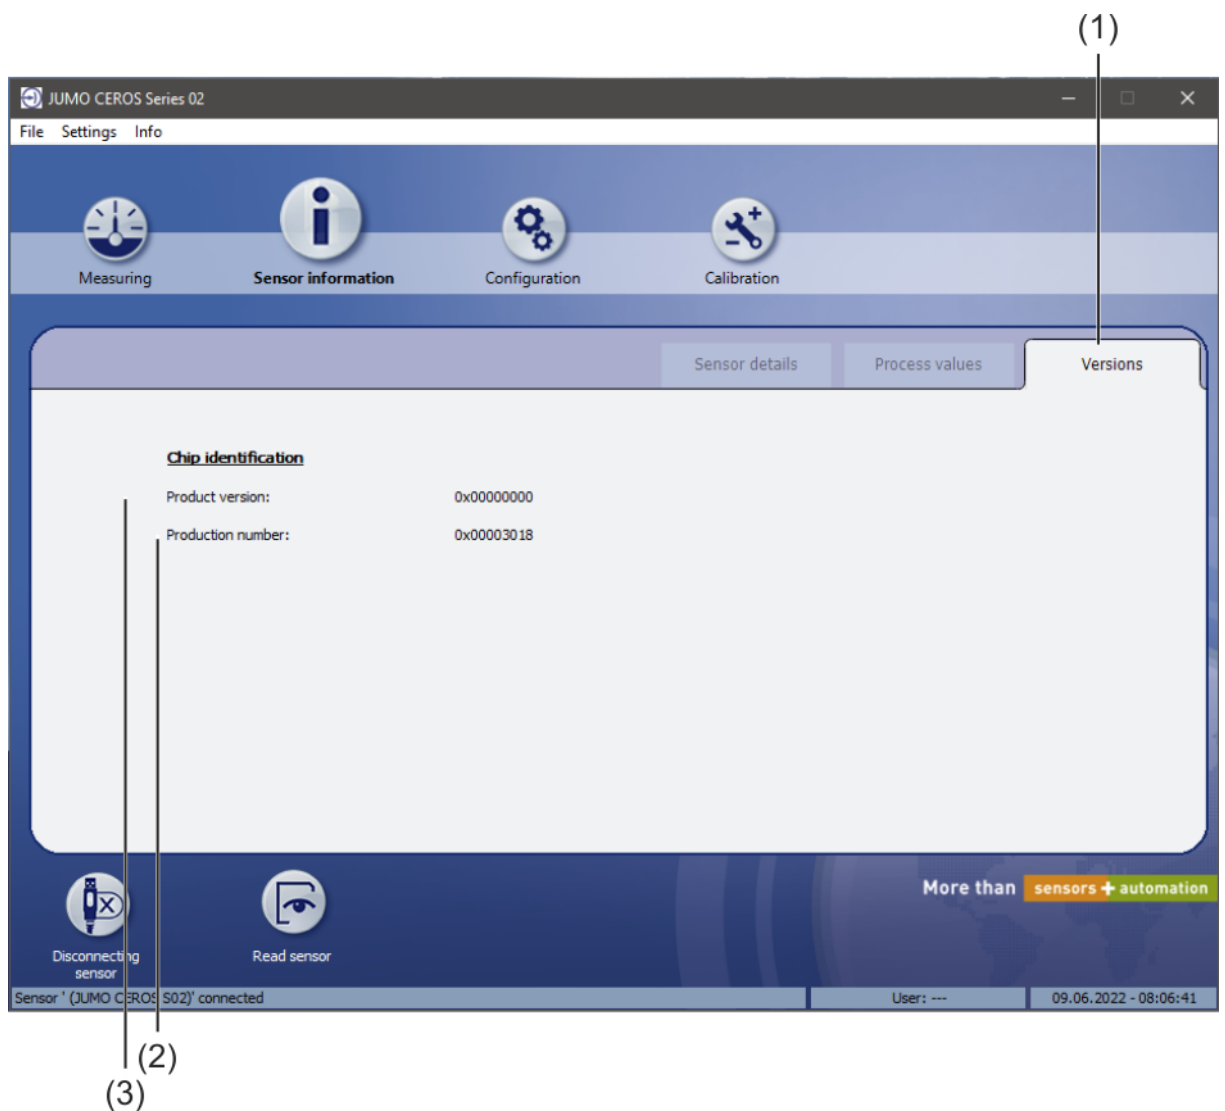 (1)
JUMO CEROS Series 02
File Settings Info
Measuring Sensor information Configuration Calibration
Sensor details Process values Versions
Chip identification
Product version: 0x00000000
Production number: 0x00003018
More than sensors + automation
Disconnecting sensor
Read sensor
Sensor ' (JUMO CEROS S02)' connected User: --- 09.06.2022 - 08:06:41
(2)
(3)